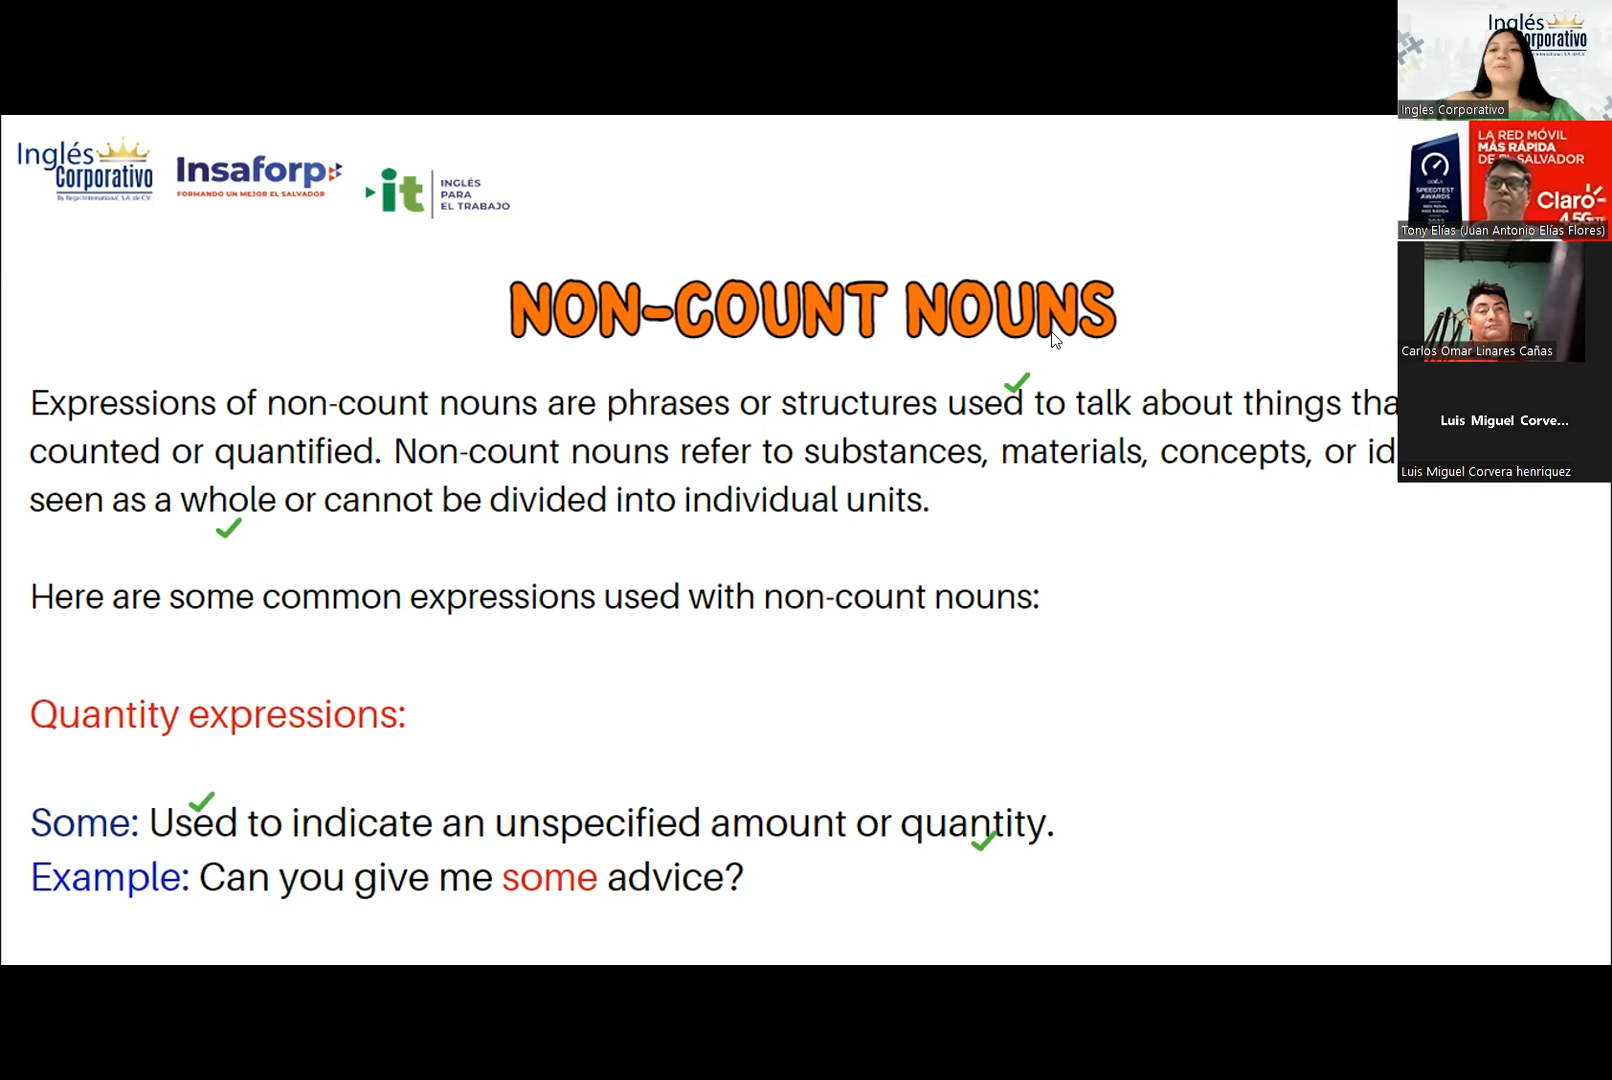 Inglés
Corporativo
By Regal International, S.A. de C.V.
Insaforp
FORMANDO UN MEJOR EL SALVADOR
it
INGLÉS
PARA
EL TRABAJO
NON-COUNT NOUNS
Expressions of non-count nouns are phrases or structures used to talk about things tha
counted or quantified. Non-count nouns refer to substances, materials, concepts, or id
seen as a whole or cannot be divided into individual units.
Here are some common expressions used with non-count nouns:
Quantity expressions:
Some: Used to indicate an unspecified amount or quantity.
Example: Can you give me some advice?
Inglés
orporativo
Ingles Corporativo
LA RED MÓVIL
MÁS RÁPIDA
DE EL SALVADOR
SPEEDTEST
AWARDS
Claro
4.5G
Tony Elías (Juan Antonio Elías Flores)
Carlos Omar Linares Cañas
Luis Miguel Corve...
Luis Miguel Corvera henriquez